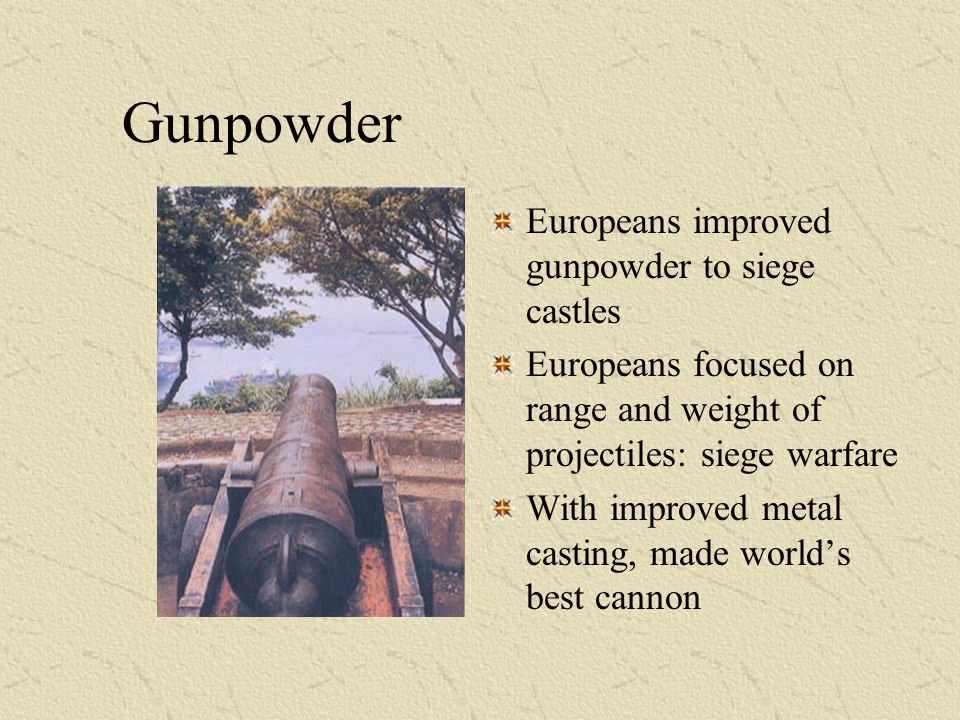 Gunpowder
Europeans improved
gunpowder to siege
castles
Europeans focused on
range and weight of
projectiles: siege warfare
With improved metal
casting, made world’s
best cannon